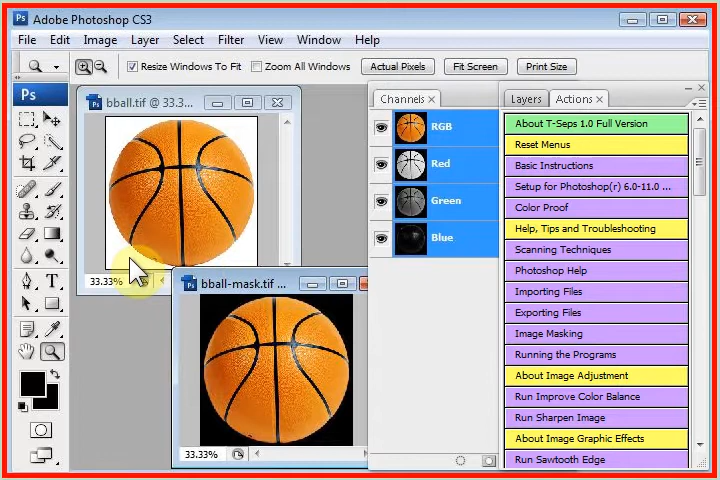 Ps Adobe Photoshop CS3
File Edit Image Layer Select Filter View Window Help
Resize Windows To Fit Zoom All Windows Actual Pixels Fit Screen Print Size
Ps
bball.tif @ 33.3...
33.33%
bball-mask.tif ...
33.33%
Channels
RGB
Red
Green
Blue
Layers Actions
About T-Seps 1.0 Full Version
Reset Menus
Basic Instructions
Setup for Photoshop(r) 6.0-11.0 ...
Color Proof
Help, Tips and Troubleshooting
Scanning Techniques
Photoshop Help
Importing Files
Exporting Files
Image Masking
Running the Programs
About Image Adjustment
Run Improve Color Balance
Run Sharpen Image
About Image Graphic Effects
Run Sawtooth Edge